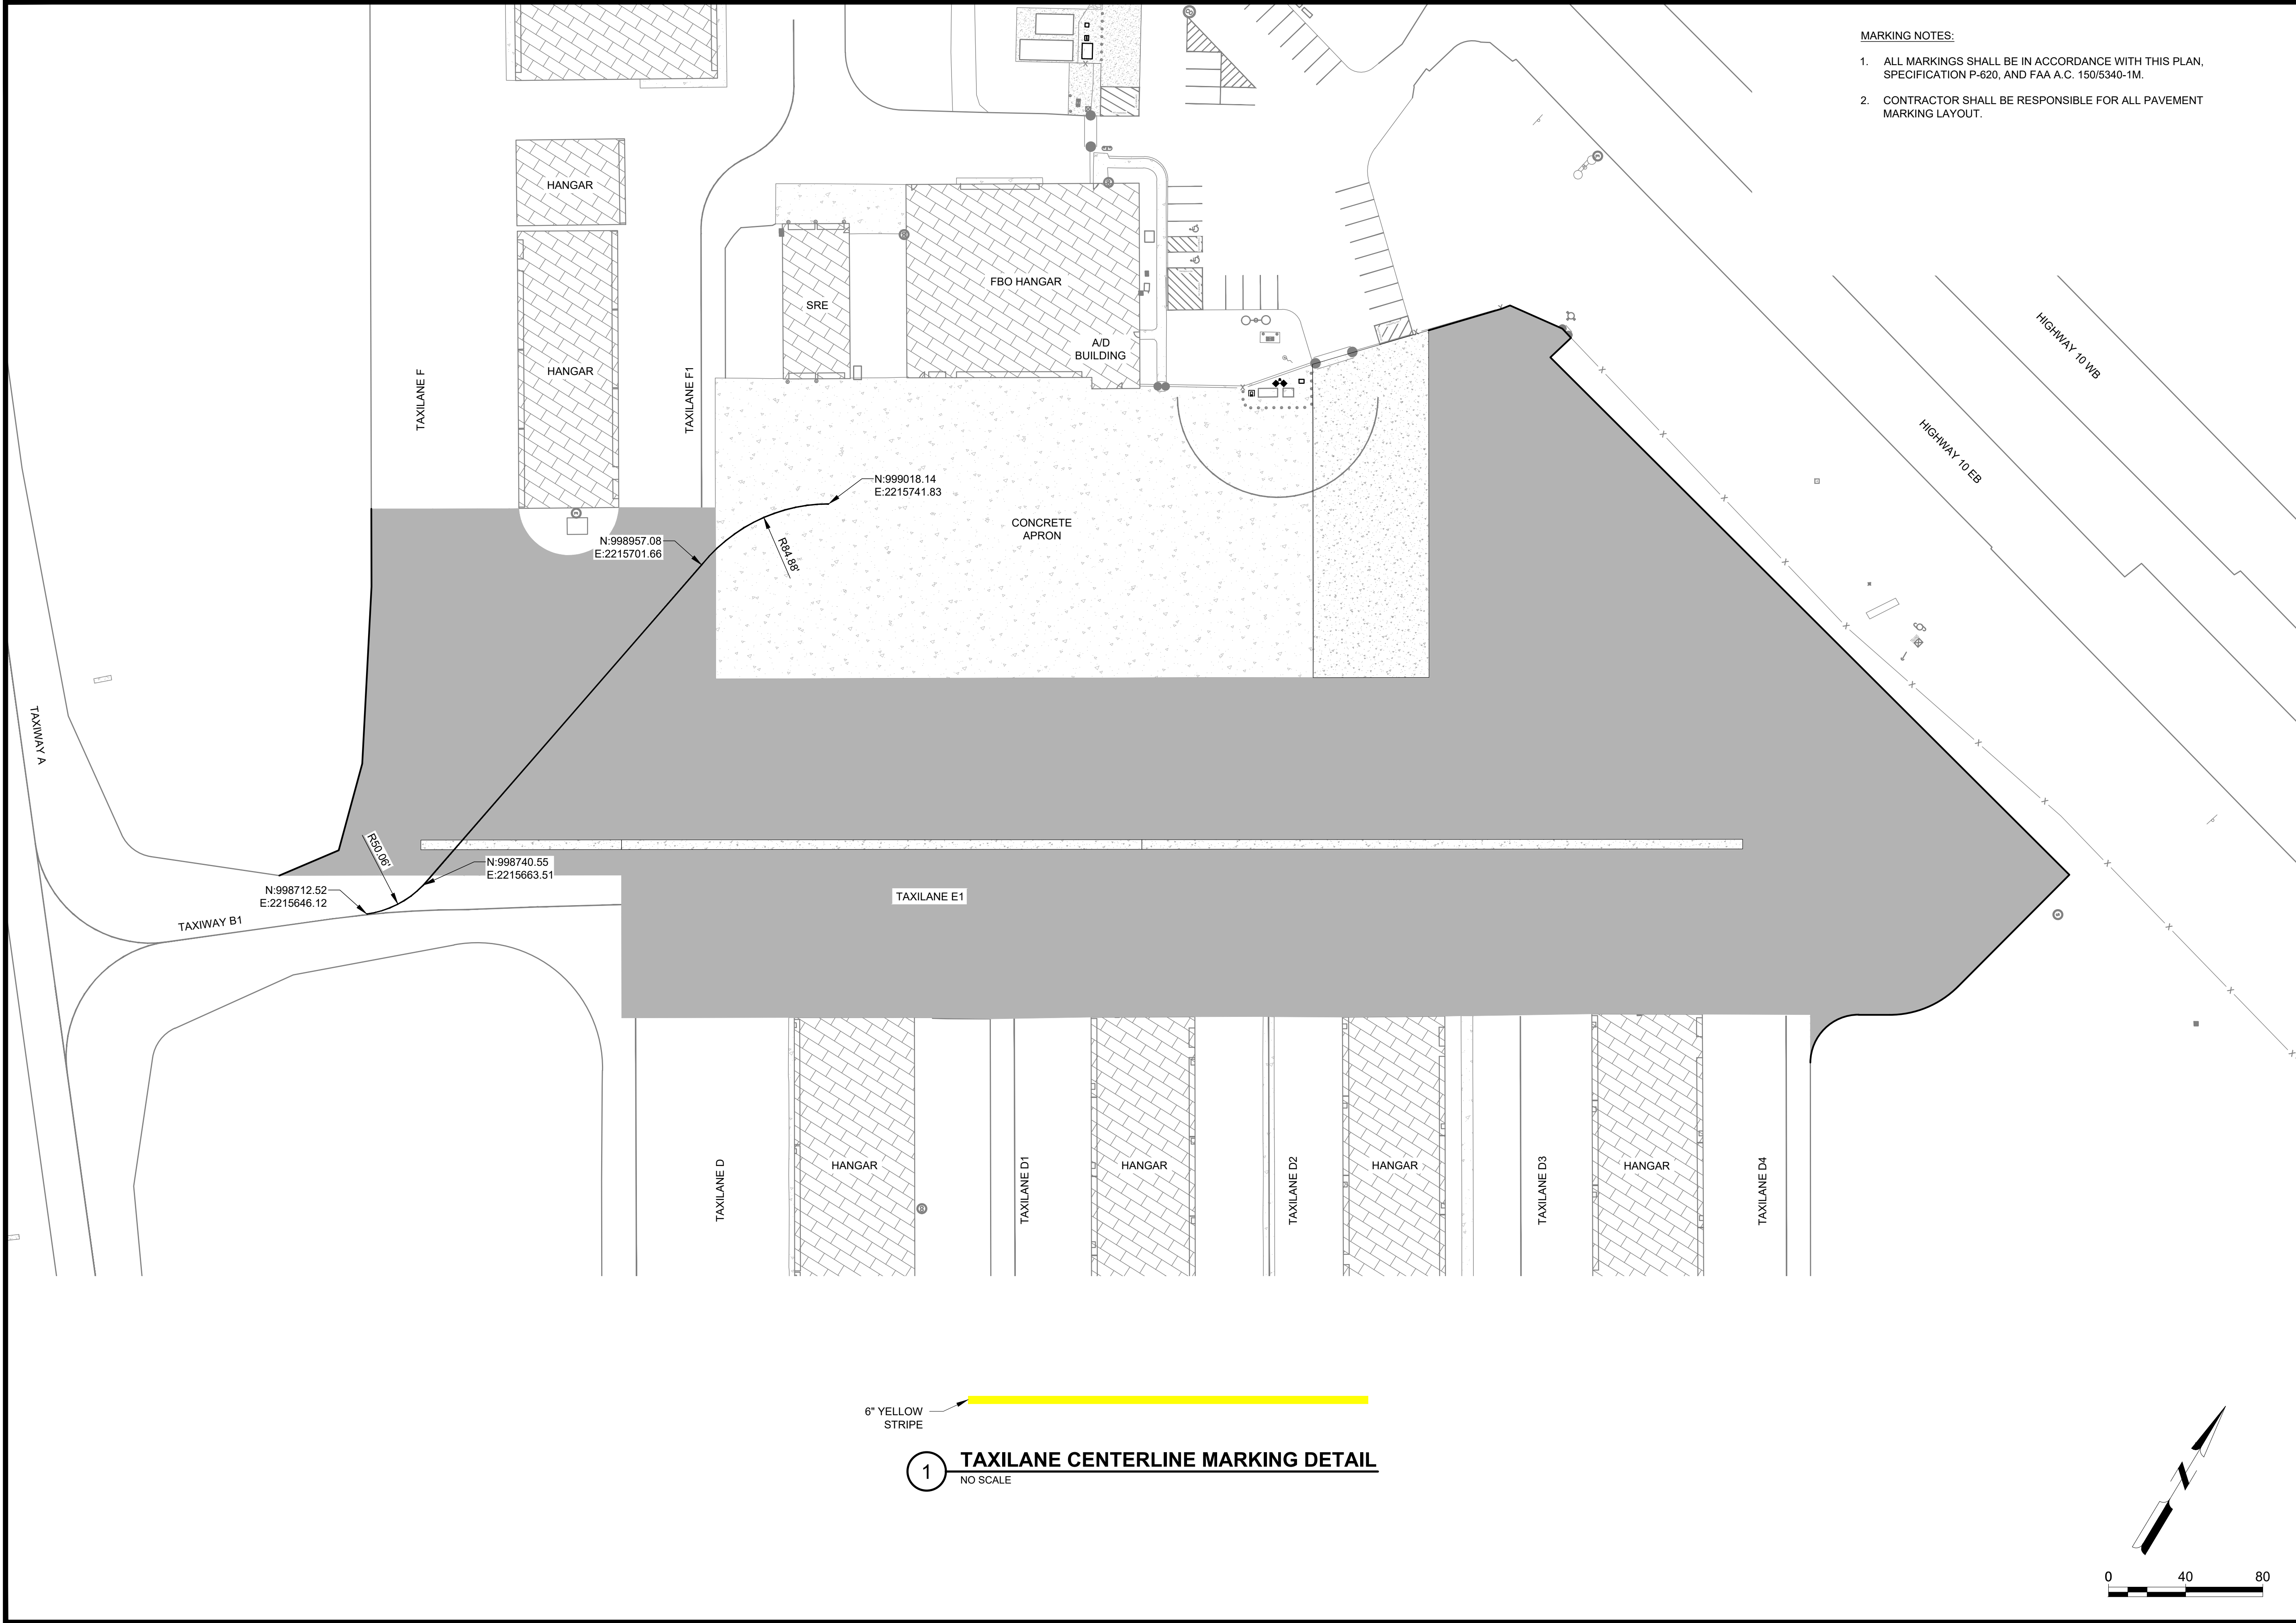 MARKING NOTES:
1. ALL MARKINGS SHALL BE IN ACCORDANCE WITH THIS PLAN,
SPECIFICATION P-620, AND FAA A.C. 150/5340-1M.
2. CONTRACTOR SHALL BE RESPONSIBLE FOR ALL PAVEMENT
MARKING LAYOUT.
HANGAR
FBO HANGAR
SRE
A/D
BUILDING
HANGAR
TAXILANE F
TAXILANE F1
HIGHWAY 10 WB
HIGHWAY 10 EB
N:999018.14
E:2215741.83
CONCRETE
APRON
N:998957.08
E:2215701.66
R84.88'
TAXIWAY A
R50.06'
N:998740.55
E:2215663.51
N:998712.52
E:2215646.12
TAXIWAY B1
TAXILANE E1
TAXILANE D
HANGAR
TAXILANE D1
HANGAR
TAXILANE D2
HANGAR
TAXILANE D3
HANGAR
TAXILANE D4
6" YELLOW
STRIPE
1 TAXILANE CENTERLINE MARKING DETAIL
NO SCALE
N
0 40 80